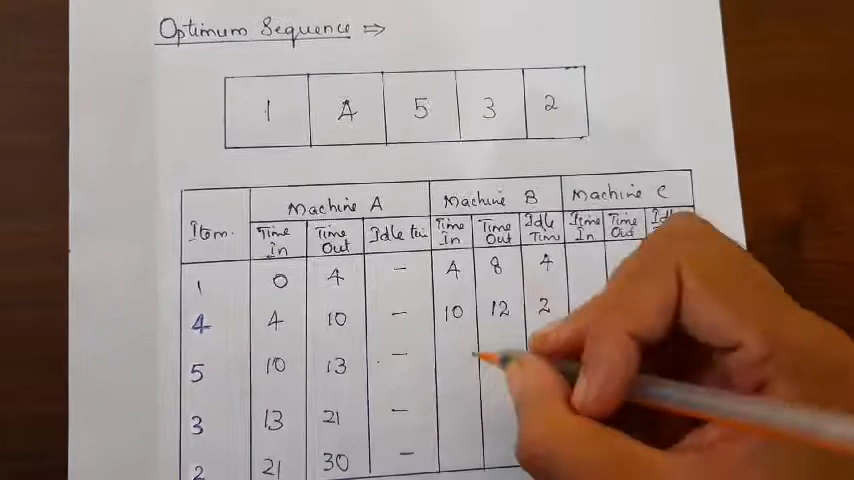 Optimum Sequence ⇒
1 4 5 3 2
Machine A Machine B Machine C
Item. Time In Time Out Idle Time In Time Out Idle Time Time In Time Out
1 0 4 – 4 8 4
4 4 10 – 10 12 2
5 10 13 –
3 13 21 –
2 21 30 –